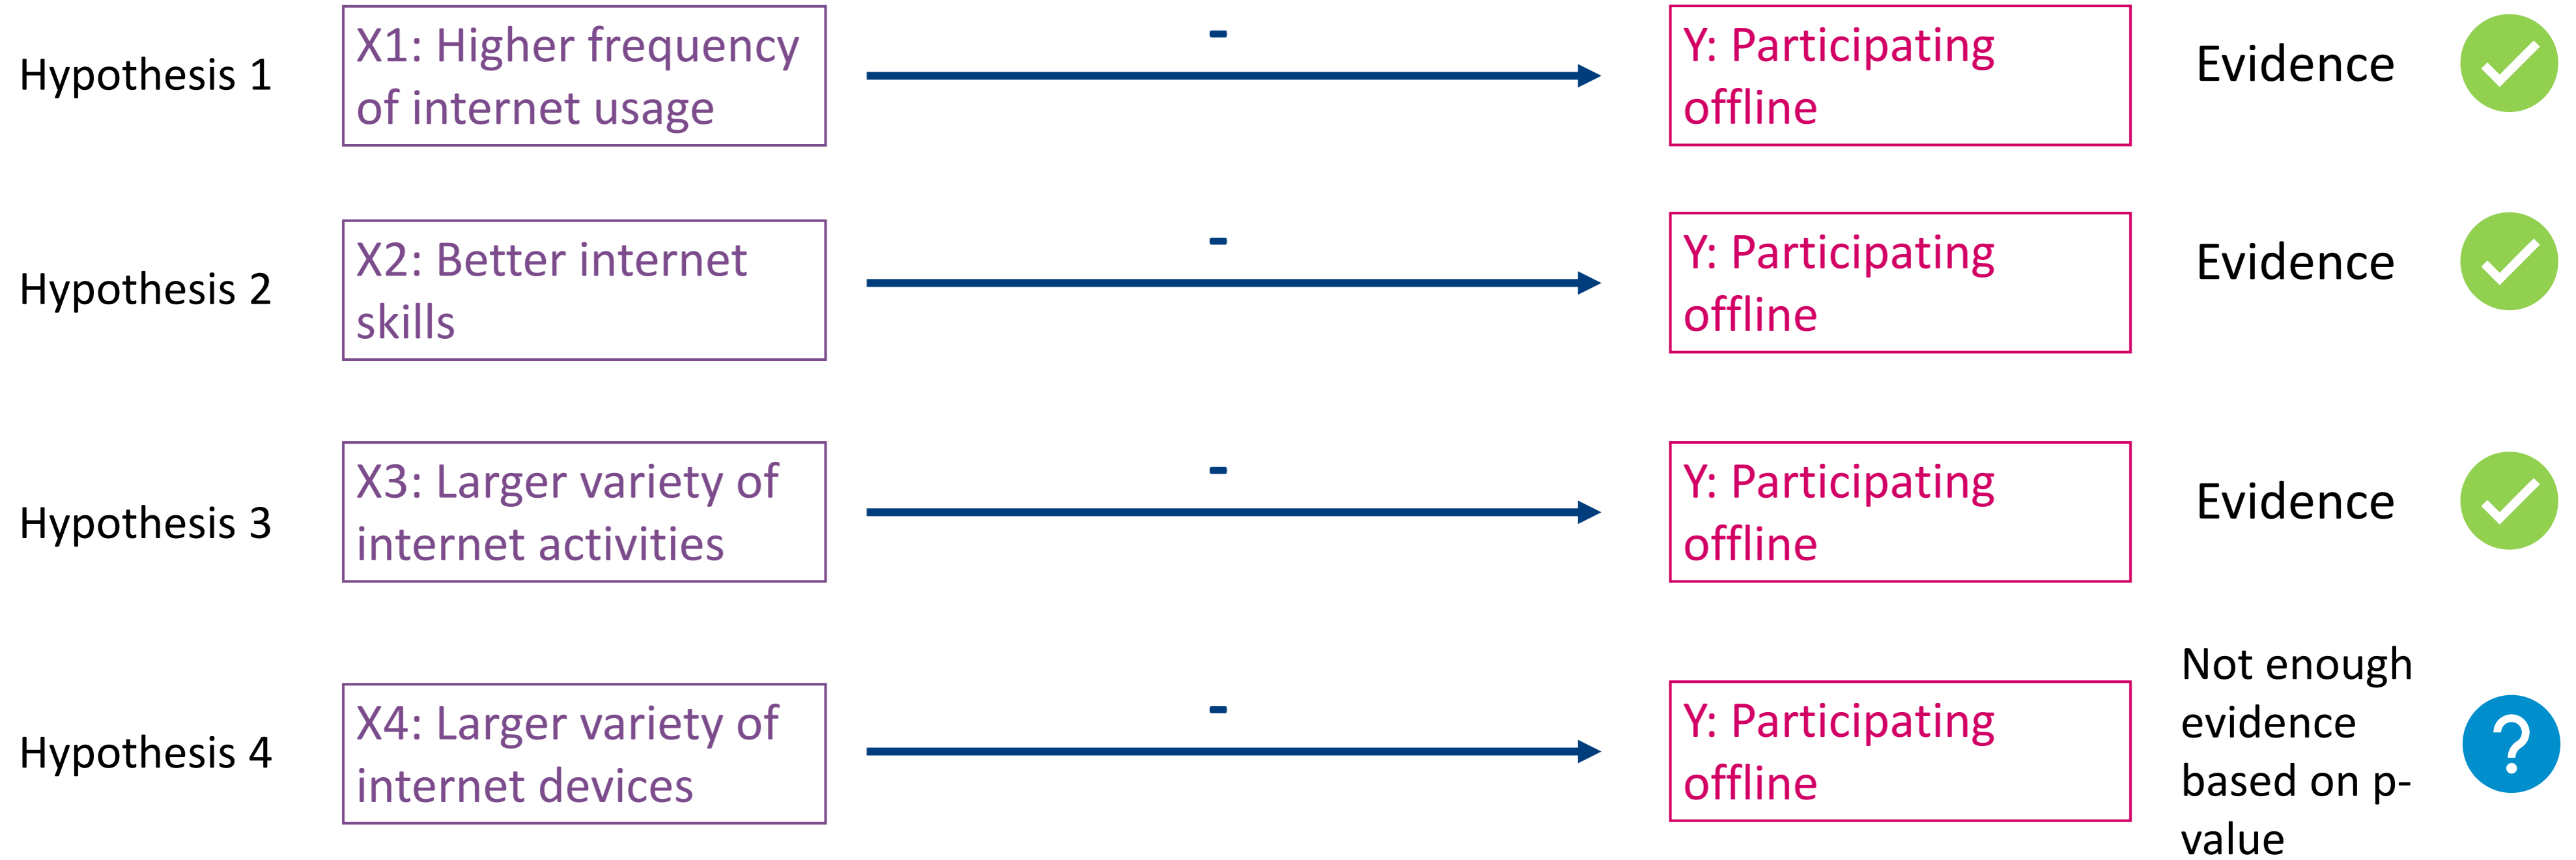 Hypothesis 1
X1: Higher frequency
of internet usage
-
Y: Participating
offline
Evidence
Hypothesis 2
X2: Better internet
skills
-
Y: Participating
offline
Evidence
Hypothesis 3
X3: Larger variety of
internet activities
-
Y: Participating
offline
Evidence
Hypothesis 4
X4: Larger variety of
internet devices
-
Y: Participating
offline
Not enough
evidence
based on p-
value
?